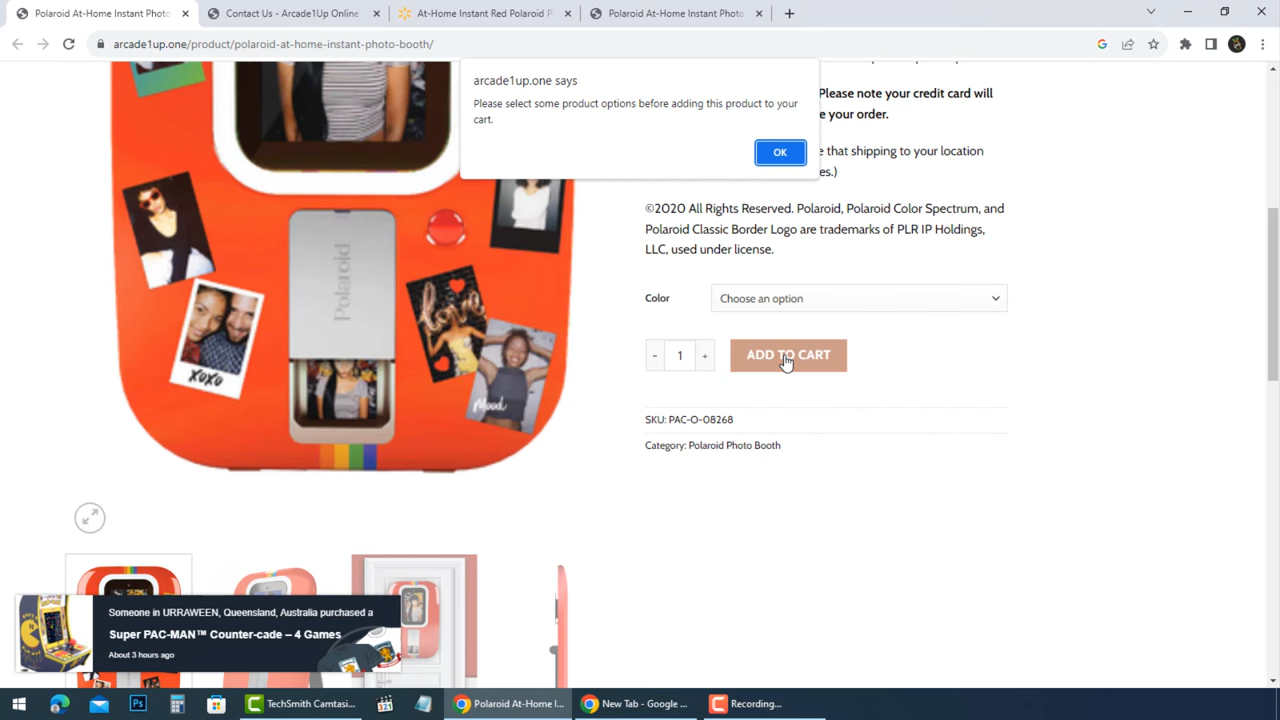 Polaroid At-Home Instant Photo
Contact Us - Arcade1Up Online
At-Home Instant Red Polaroid P
Polaroid At-Home Instant Photo
arcade1up.one/product/polaroid-at-home-instant-photo-booth/
arcade1up.one says
Please select some product options before adding this product to your
cart.
OK
Please note your credit card will
e your order.
e that shipping to your location
es.)
©2020 All Rights Reserved. Polaroid, Polaroid Color Spectrum, and
Polaroid Classic Border Logo are trademarks of PLR IP Holdings,
LLC, used under license.
Color
Choose an option
- 1 +
ADD TO CART
SKU: PAC-O-08268
Category: Polaroid Photo Booth
Polaroid
love
XOXO
Mood
Someone in URRAWEEN, Queensland, Australia purchased a
Super PAC-MAN™ Counter-cade – 4 Games
About 3 hours ago
Ps
TechSmith Camtasi...
Polaroid At-Home I...
New Tab - Google ...
Recording...